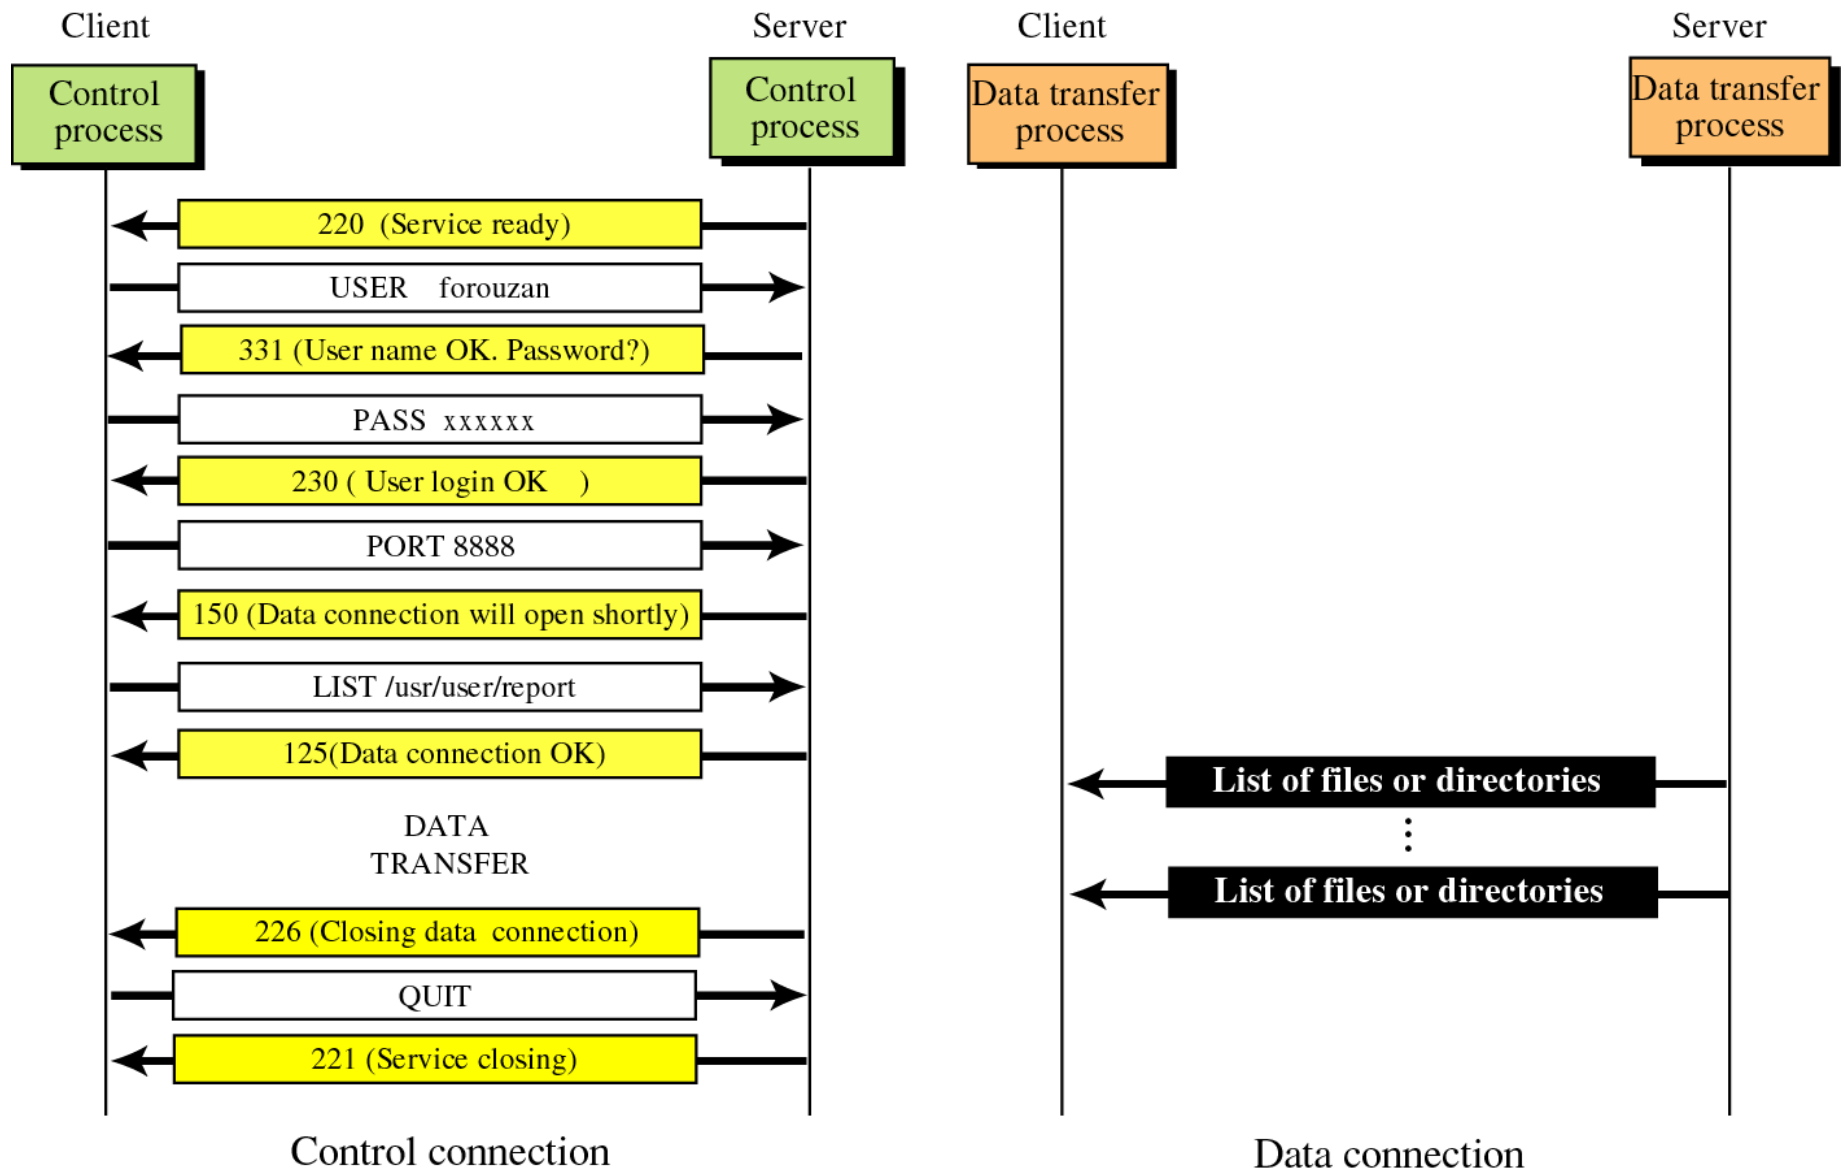 Client
Server
Client
Server
Control
process
Control
process
Data transfer
process
Data transfer
process
220 (Service ready)
USER forouzan
331 (User name OK. Password?)
PASS xxxxxx
230 ( User login OK )
PORT 8888
150 (Data connection will open shortly)
LIST /usr/user/report
125(Data connection OK)
List of files or directories
DATA
TRANSFER
List of files or directories
226 (Closing data connection)
QUIT
221 (Service closing)
Control connection
Data connection